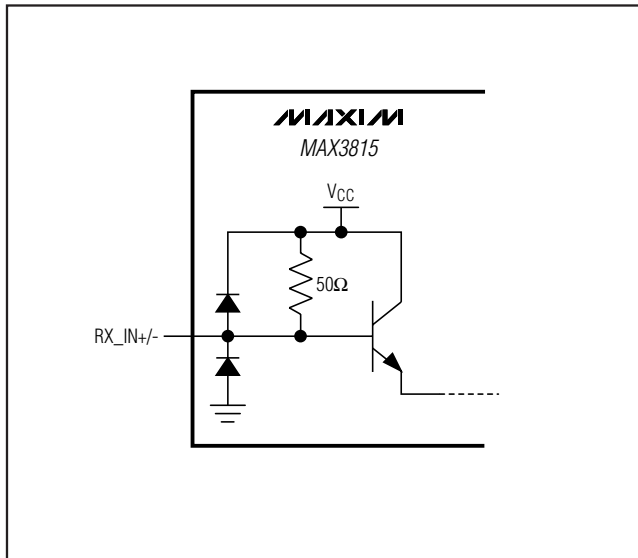 MAXIM
MAX3815
VCC
50Ω
RX_IN+/-